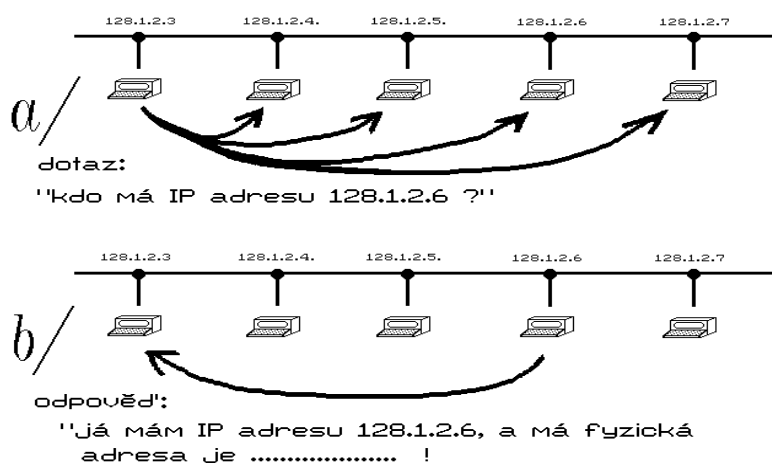 128.1.2.3 128.1.2.4. 128.1.2.5. 128.1.2.6 128.1.2.7
a/
dotaz:
"kdo má IP adresu 128.1.2.6 ?"
128.1.2.3 128.1.2.4. 128.1.2.5. 128.1.2.6 128.1.2.7
b/
odpověď:
"já mám IP adresu 128.1.2.6, a má fyzická
adresa je ................... !